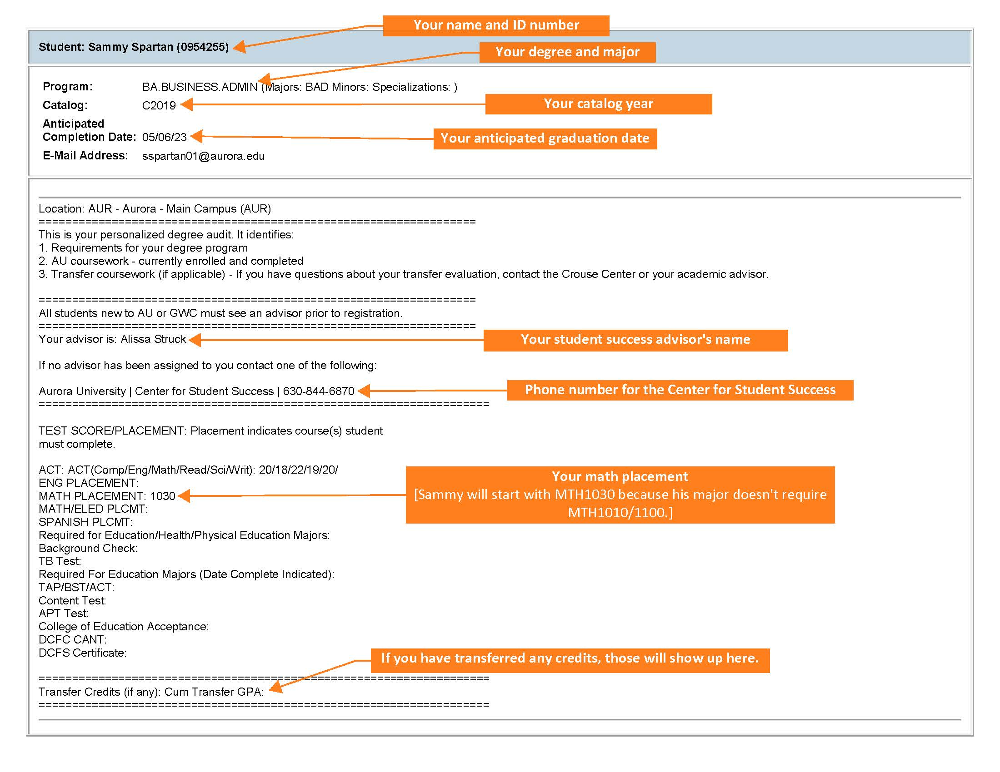 Your name and ID number
Student: Sammy Spartan (0954255)
Your degree and major
Program: BA.BUSINESS.ADMIN (Majors: BAD Minors: Specializations: )
Catalog: C2019
Your catalog year
Anticipated
Completion Date: 05/06/23
Your anticipated graduation date
E-Mail Address: sspartan01@aurora.edu
Location: AUR - Aurora - Main Campus (AUR)
=================================================================
This is your personalized degree audit. It identifies:
1. Requirements for your degree program
2. AU coursework - currently enrolled and completed
3. Transfer coursework (if applicable) - If you have questions about your transfer evaluation, contact the Crouse Center or your academic advisor.
=================================================================
All students new to AU or GWC must see an advisor prior to registration.
=================================================================
Your advisor is: Alissa Struck
Your student success advisor's name
If no advisor has been assigned to you contact one of the following:
Aurora University | Center for Student Success | 630-844-6870
Phone number for the Center for Student Success
===================================================================
TEST SCORE/PLACEMENT: Placement indicates course(s) student
must complete.
ACT: ACT(Comp/Eng/Math/Read/Sci/Writ): 20/18/22/19/20/
ENG PLACEMENT:
MATH PLACEMENT: 1030
Your math placement
[Sammy will start with MTH1030 because his major doesn't require
MTH1010/1100.]
MATH/ELED PLCMT:
SPANISH PLCMT:
Required for Education/Health/Physical Education Majors:
Background Check:
TB Test:
Required For Education Majors (Date Complete Indicated):
TAP/BST/ACT:
Content Test:
APT Test:
College of Education Acceptance:
DCFC CANT:
DCFS Certificate:
If you have transferred any credits, those will show up here.
===================================================================
Transfer Credits (if any): Cum Transfer GPA:
===================================================================